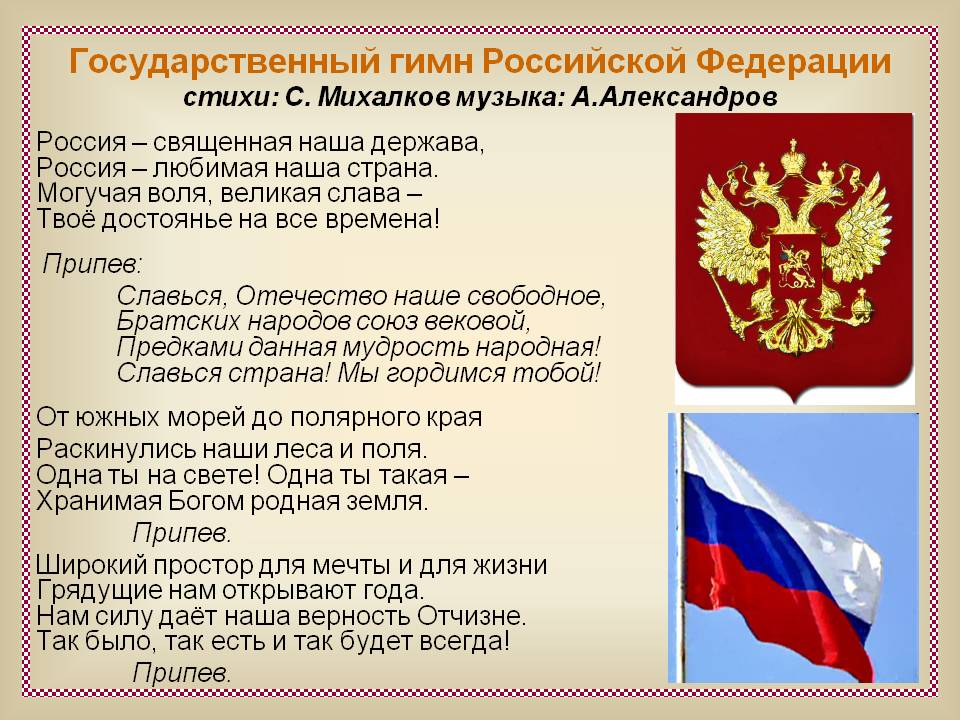 Государственный гимн Российской Федерации
стихи: С. Михалков музыка: А.Александров
Россия – священная наша держава,
Россия – любимая наша страна.
Могучая воля, великая слава –
Твоё достоянье на все времена!
Припев:
Славься, Отечество наше свободное,
Братских народов союз вековой,
Предками данная мудрость народная!
Славься страна! Мы гордимся тобой!
От южных морей до полярного края
Раскинулись наши леса и поля.
Одна ты на свете! Одна ты такая –
Хранимая Богом родная земля.
Припев.
Широкий простор для мечты и для жизни
Грядущие нам открывают года.
Нам силу даёт наша верность Отчизне.
Так было, так есть и так будет всегда!
Припев.